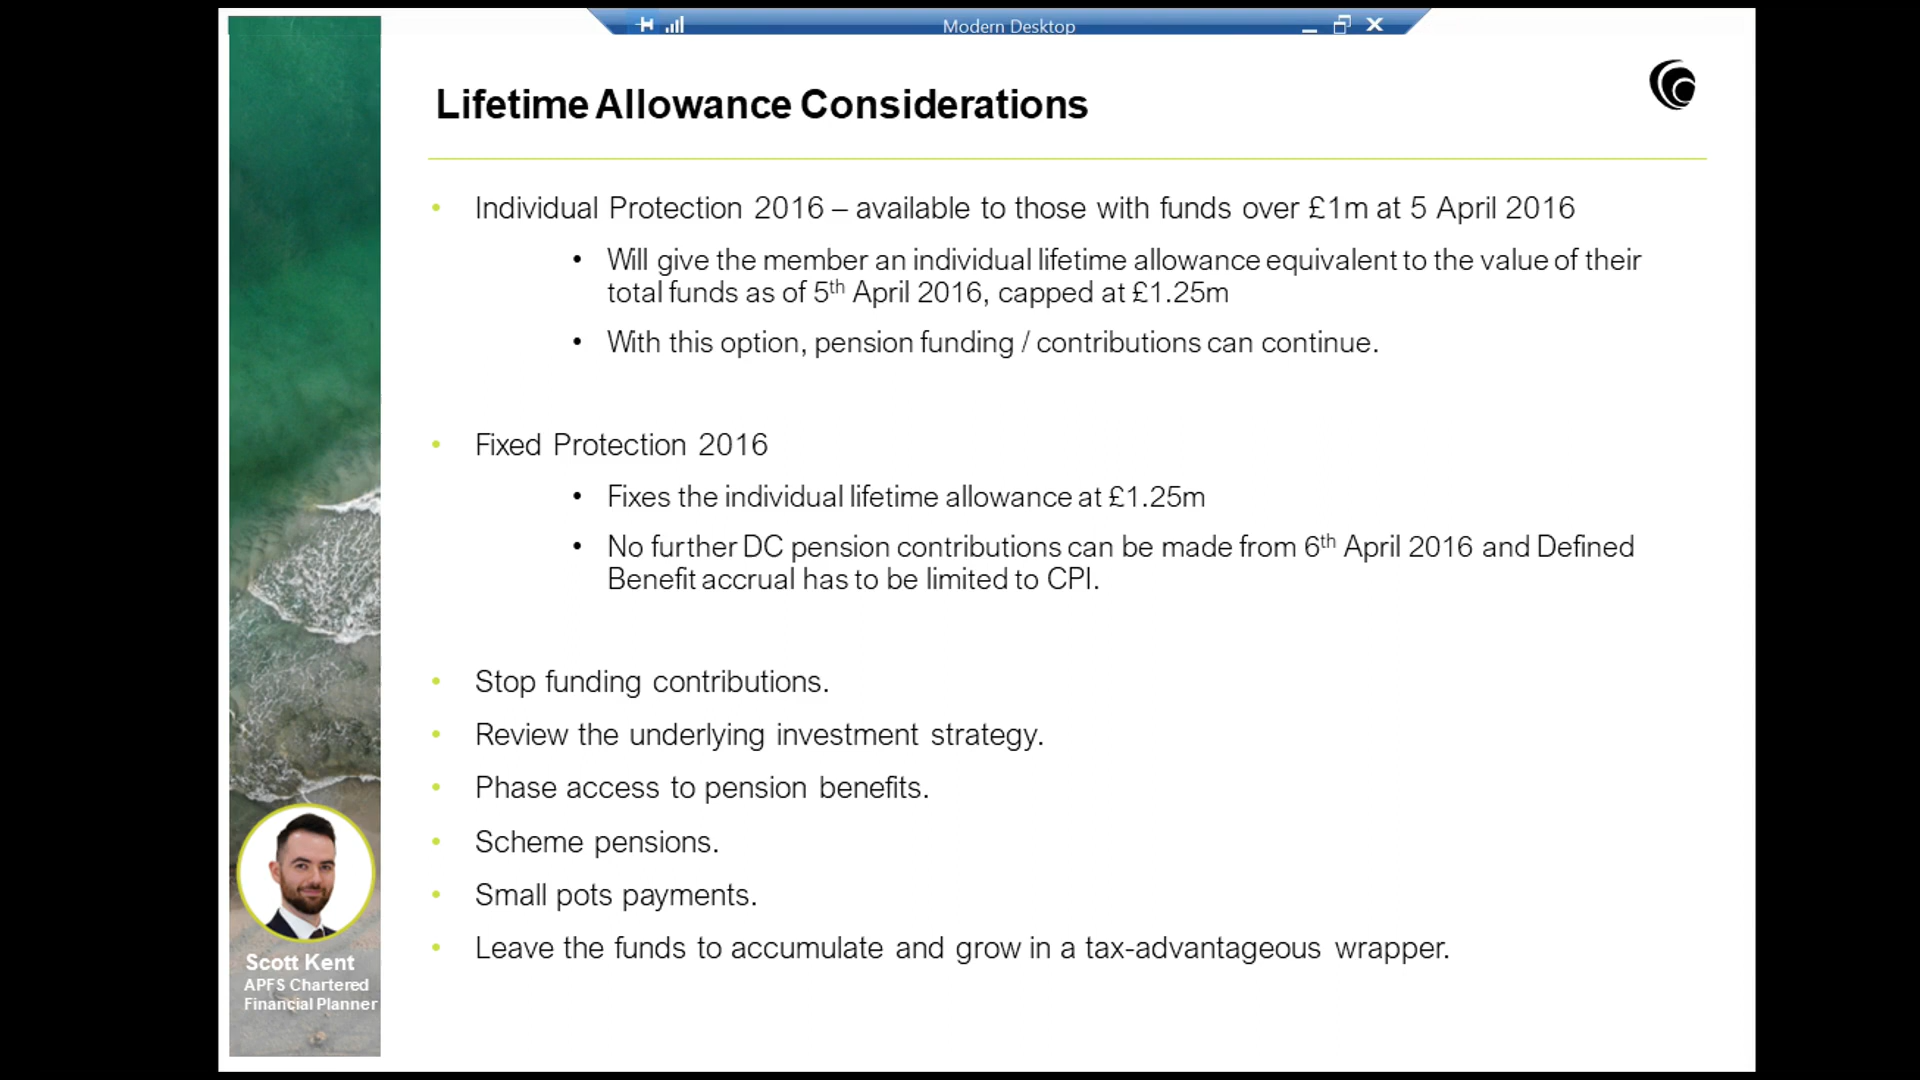 Modern Desktop
Lifetime Allowance Considerations
• Individual Protection 2016 – available to those with funds over £1m at 5 April 2016
• Will give the member an individual lifetime allowance equivalent to the value of their
total funds as of 5th April 2016, capped at £1.25m
• With this option, pension funding / contributions can continue.
• Fixed Protection 2016
• Fixes the individual lifetime allowance at £1.25m
• No further DC pension contributions can be made from 6th April 2016 and Defined
Benefit accrual has to be limited to CPI.
• Stop funding contributions.
• Review the underlying investment strategy.
• Phase access to pension benefits.
• Scheme pensions.
• Small pots payments.
• Leave the funds to accumulate and grow in a tax-advantageous wrapper.
Scott Kent
APFS Chartered
Financial Planner